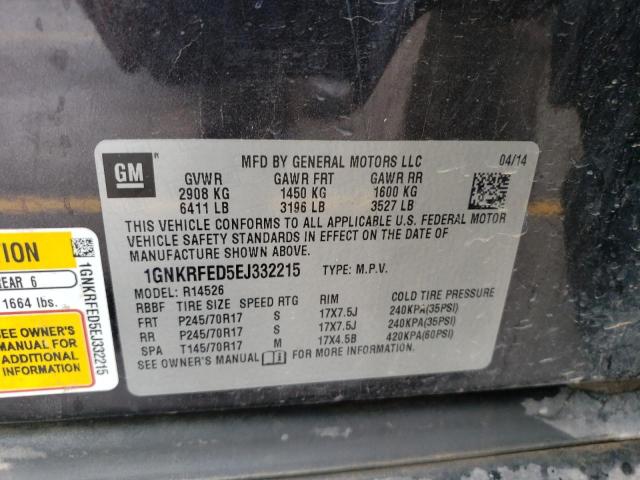 GM
MFD BY GENERAL MOTORS LLC 04/14
GVWR GAWR FRT GAWR RR
2908 KG 1450 KG 1600 KG
6411 LB 3196 LB 3527 LB
THIS VEHICLE CONFORMS TO ALL APPLICABLE U.S. FEDERAL MOTOR
VEHICLE SAFETY STANDARDS IN EFFECT ON THE DATE OF
MANUFACTURE SHOWN ABOVE.
1GNKRFED5EJ332215 TYPE: M.P.V.
MODEL: R14526
RBBF TIRE SIZE SPEED RTG RIM COLD TIRE PRESSURE
FRT P245/70R17 S 17X7.5J 240KPA(35PSI)
RR P245/70R17 S 17X7.5J 240KPA(35PSI)
SPA T145/70R17 M 17X4.5B 420KPA(60PSI)
SEE OWNER'S MANUAL FOR MORE INFORMATION.
TION
REAR 6
1664 lbs.
SEE OWNER'S
MANUAL FOR
ADDITIONAL
INFORMATION
1GNKRFED5EJ332215